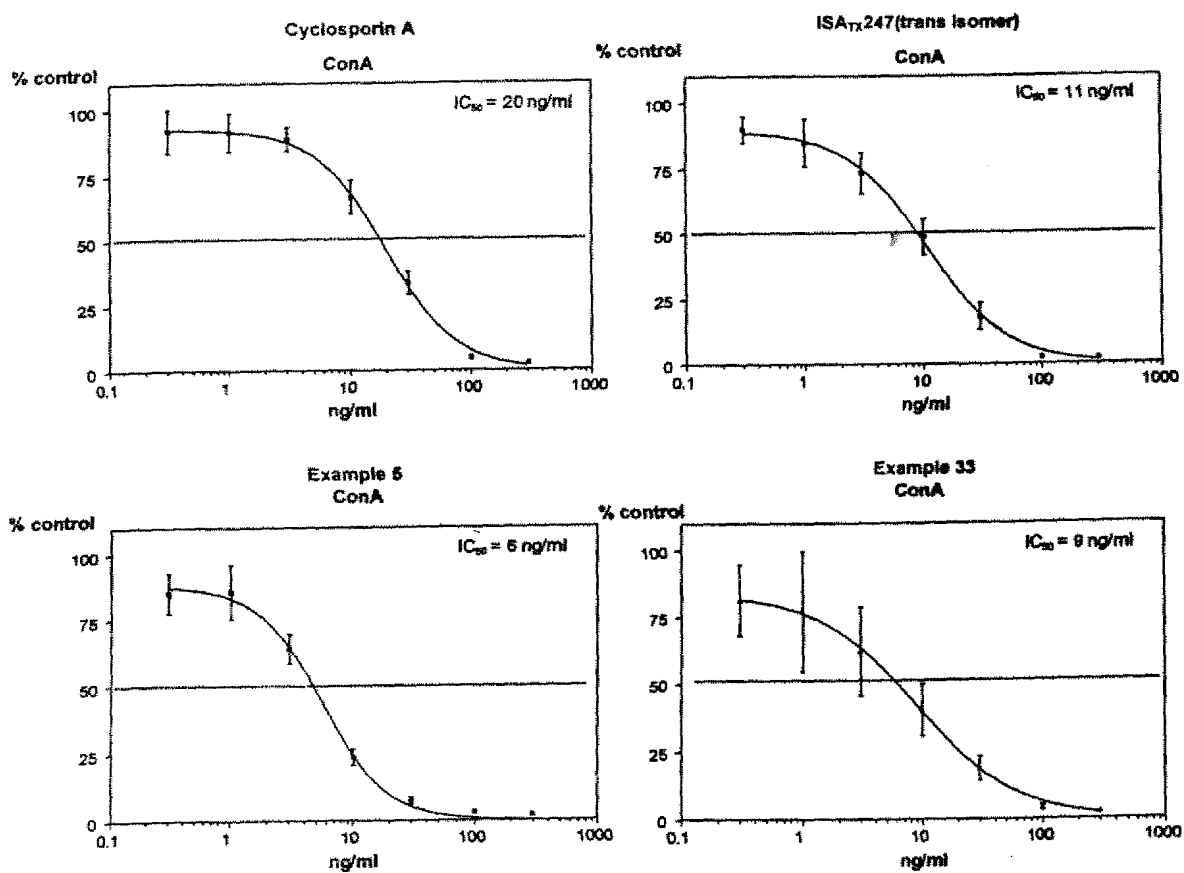 Cyclosporin A
ConA
% control
IC50 = 20 ng/ml
100
75
50
25
0
0.1 1 10 100 1000
ng/ml
ISATX247(trans isomer)
ConA
% control
IC50 = 11 ng/ml
100
75
50
25
0
0.1 1 10 100 1000
ng/ml
Example 5
ConA
% control
IC50 = 6 ng/ml
100
75
50
25
0
0.1 1 10 100 1000
ng/ml
Example 33
ConA
% control
IC50 = 9 ng/ml
100
75
50
25
0
0.1 1 10 100 1000
ng/ml